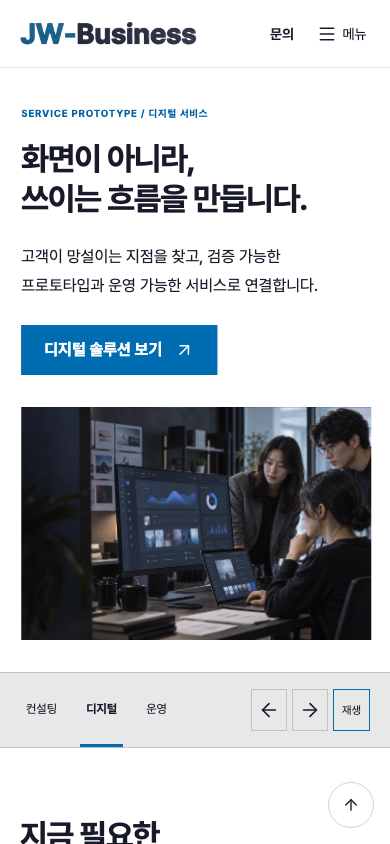 JW-Business
문의
메뉴
SERVICE PROTOTYPE / 디지털 서비스
화면이 아니라,
쓰이는 흐름을 만듭니다.
고객이 망설이는 지점을 찾고, 검증 가능한
프로토타입과 운영 가능한 서비스로 연결합니다.
디지털 솔루션 보기
컨설팅
디지털
운영
재생
지금 필요한